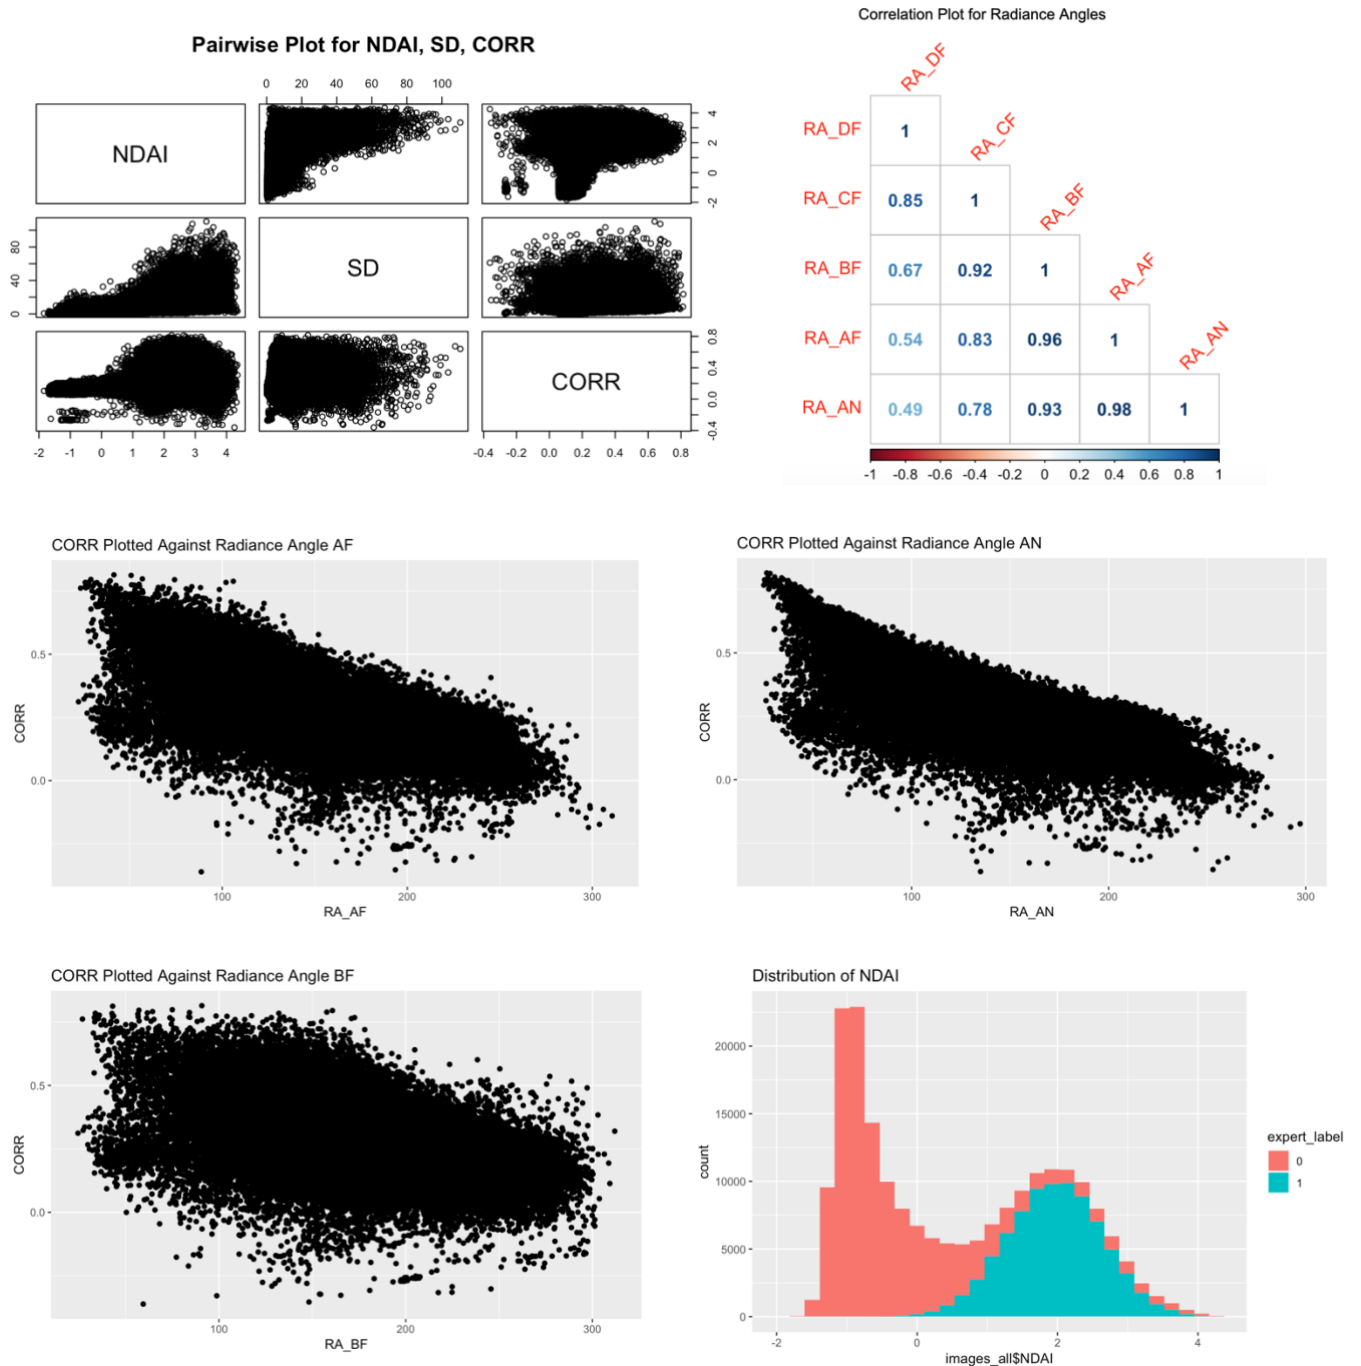 Pairwise Plot for NDAI, SD, CORR
0 20 40 60 80 100
NDAI
4
2
0
-2
SD
80
40
0
CORR
0.8
0.4
0.0
-0.4
-2 -1 0 1 2 3 4
-0.4 0.0 0.2 0.4 0.6 0.8
Correlation Plot for Radiance Angles
RA_DF
RA_DF 1 RA_CF
RA_CF 0.85 1 RA_BF
RA_BF 0.67 0.92 1 RA_AF
RA_AF 0.54 0.83 0.96 1 RA_AN
RA_AN 0.49 0.78 0.93 0.98 1
-1 -0.8 -0.6 -0.4 -0.2 0 0.2 0.4 0.6 0.8 1
CORR Plotted Against Radiance Angle AF
CORR
0.5
0.0
100 200 300
RA_AF
CORR Plotted Against Radiance Angle AN
CORR
0.5
0.0
100 200 300
RA_AN
CORR Plotted Against Radiance Angle BF
CORR
0.5
0.0
100 200 300
RA_BF
Distribution of NDAI
count
20000
15000
10000
5000
0
-2 0 2 4
images_all$NDAI
expert_label
0
1